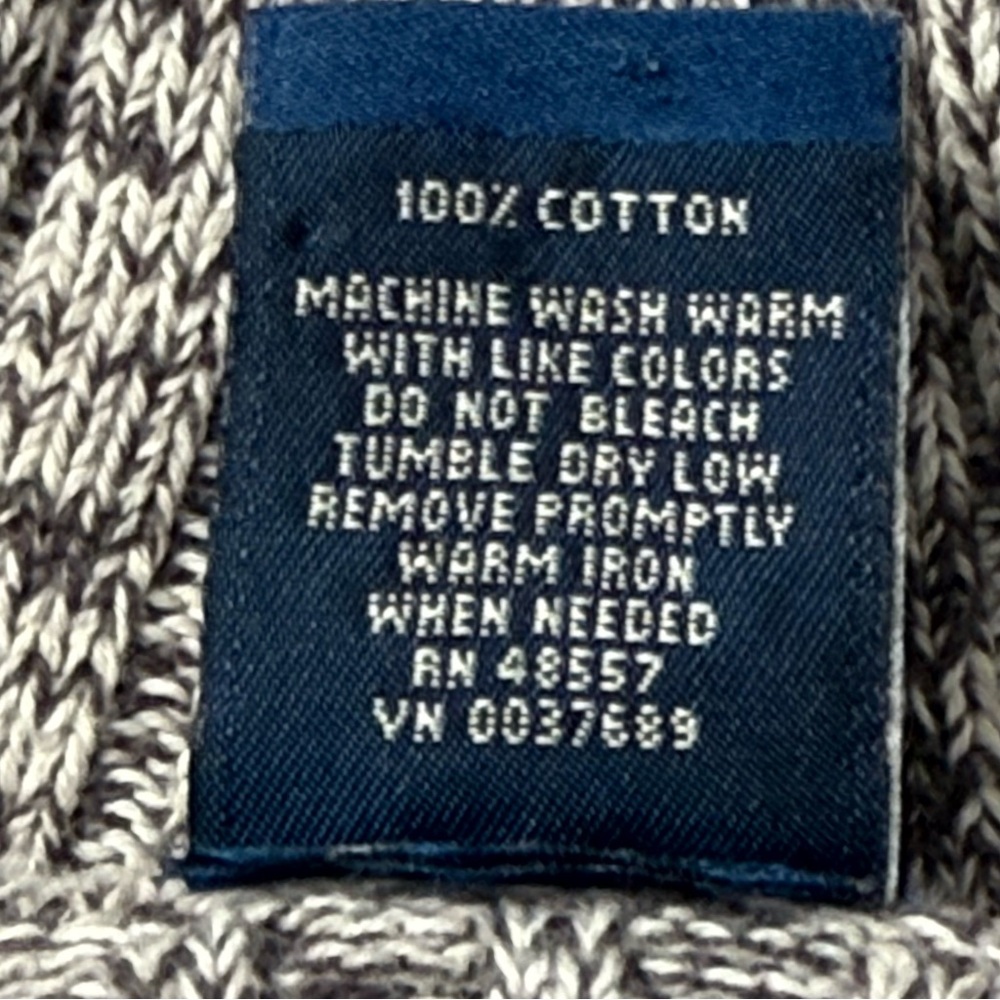 100% COTTON
MACHINE WASH WARM
WITH LIKE COLORS
DO NOT BLEACH
TUMBLE DRY LOW
REMOVE PROMPTLY
WARM IRON
WHEN NEEDED
RN 48557
VN 0037689